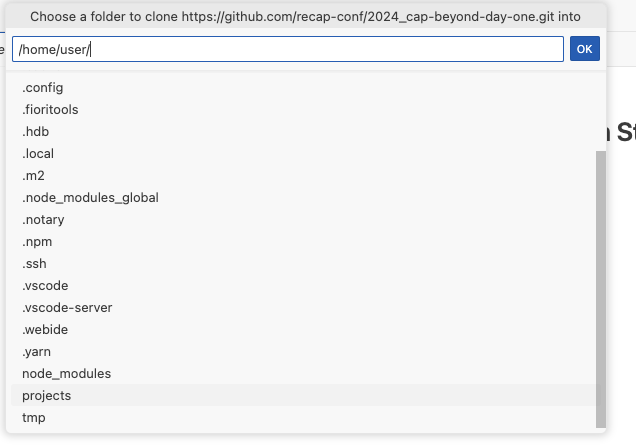 Choose a folder to clone https://github.com/recap-conf/2024_cap-beyond-day-one.git into
/home/user/
OK
.config
.fioritools
.hdb
.local
.m2
.node_modules_global
.notary
.npm
.ssh
.vscode
.vscode-server
.webide
.yarn
node_modules
projects
tmp